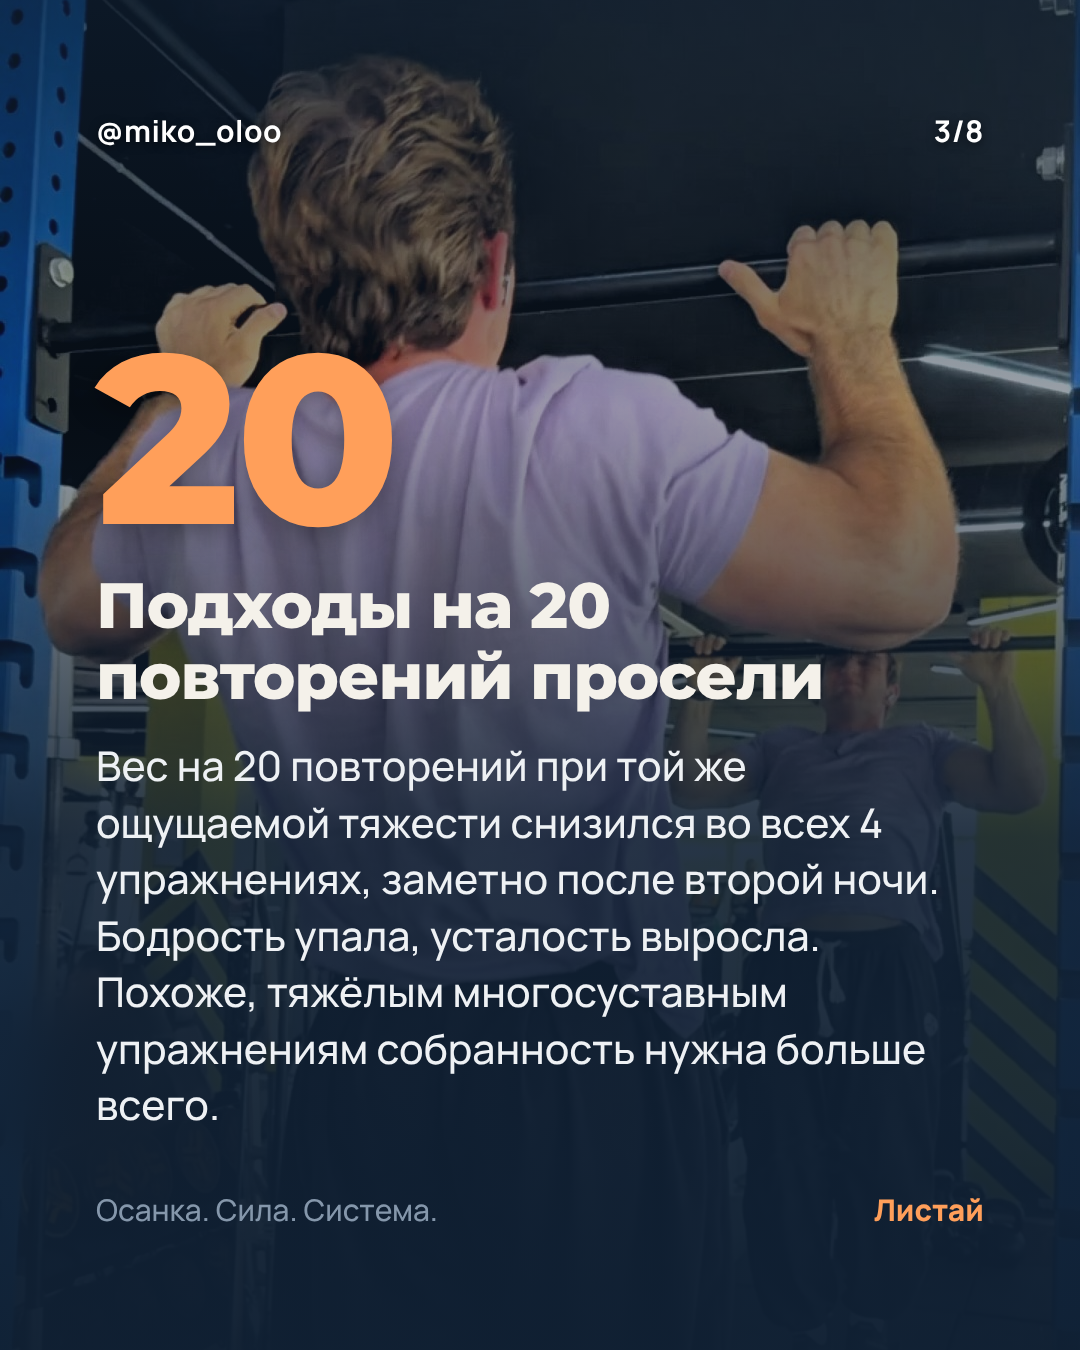 @miko_oloo
3/8
20
Подходы на 20
повторений просели
Вес на 20 повторений при той же
ощущаемой тяжести снизился во всех 4
упражнениях, заметно после второй ночи.
Бодрость упала, усталость выросла.
Похоже, тяжёлым многосуставным
упражнениям собранность нужна больше
всего.
Осанка. Сила. Система.
Листай